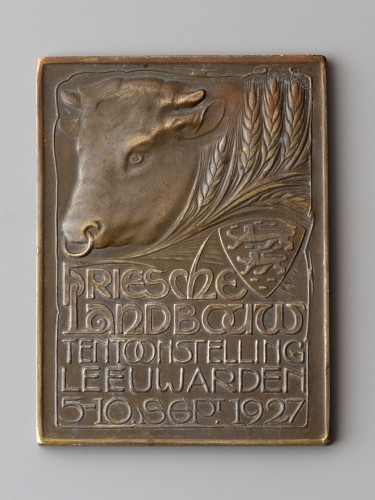 FRIESCHE
LANDBOUW
TENTOONSTELLING
LEEUWARDEN
5-10. SEPT 1927